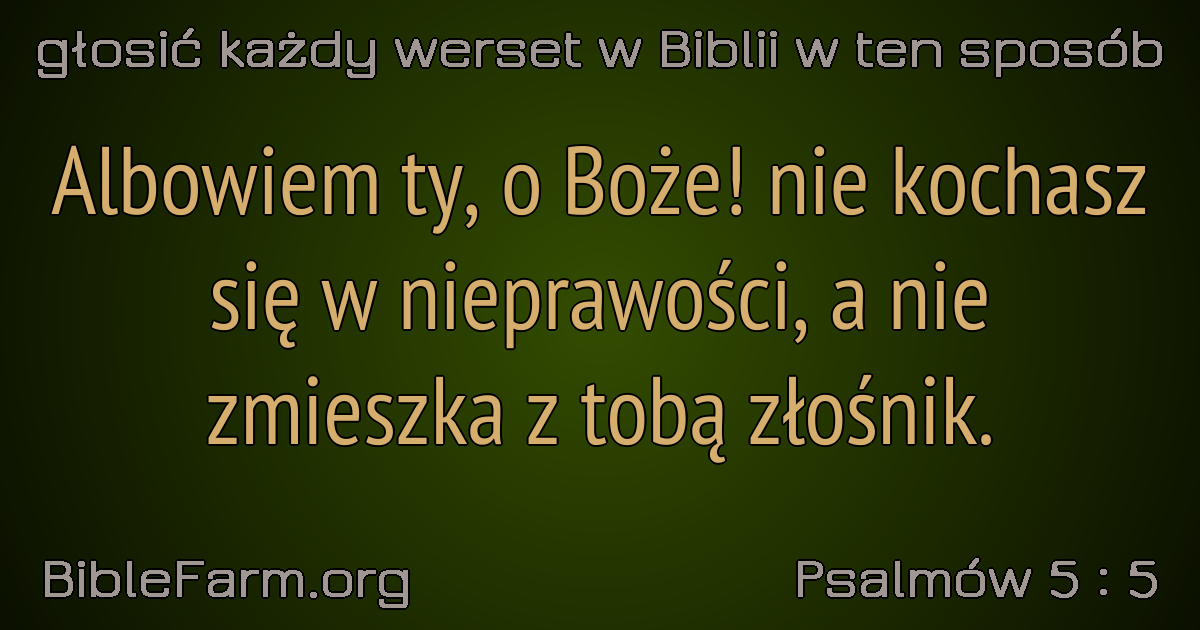 głosić każdy werset w Biblii w ten sposób
Albowiem ty, o Boże! nie kochasz
się w nieprawości, a nie
zmieszka z tobą złośnik.
BibleFarm.org
Psalmów 5 : 5